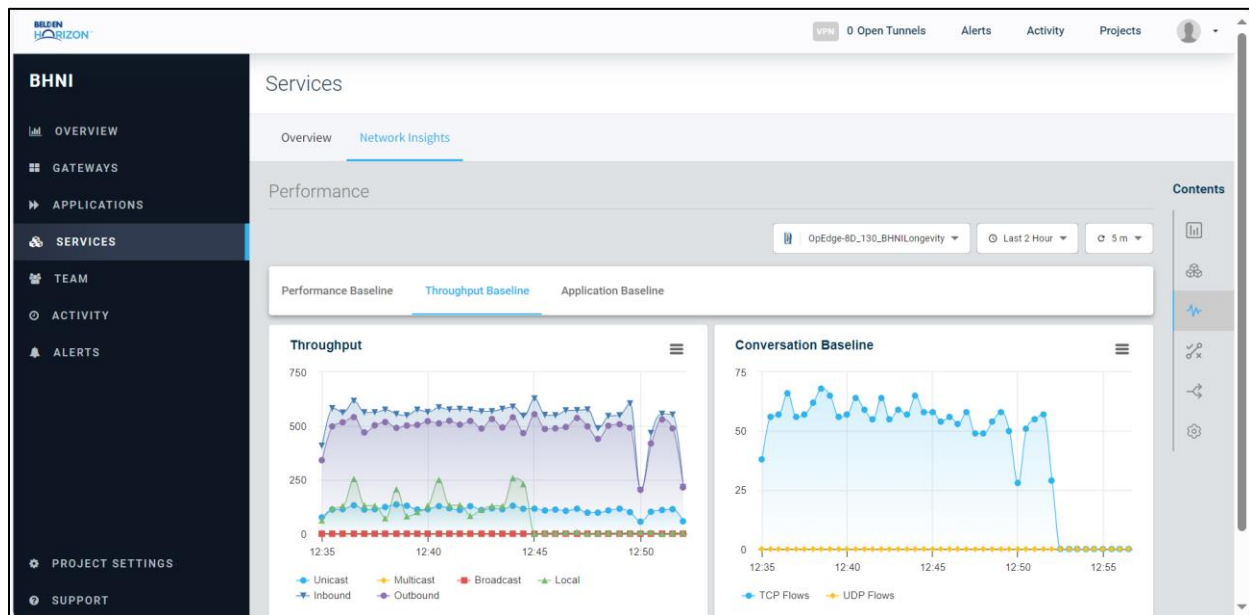 BELDEN
HORIZON
VPN 0 Open Tunnels Alerts Activity Projects
BHNI
OVERVIEW
GATEWAYS
APPLICATIONS
SERVICES
TEAM
ACTIVITY
ALERTS
PROJECT SETTINGS
SUPPORT
Services
Overview Network Insights
Performance
Contents
OpEdge-8D_130_BHNILongevity Last 2 Hour 5 m
Performance Baseline Throughput Baseline Application Baseline
Throughput
750
500
250
0
12:35 12:40 12:45 12:50
Unicast Multicast Broadcast Local
Inbound Outbound
Conversation Baseline
75
50
25
0
12:35 12:40 12:45 12:50 12:55
TCP Flows UDP Flows